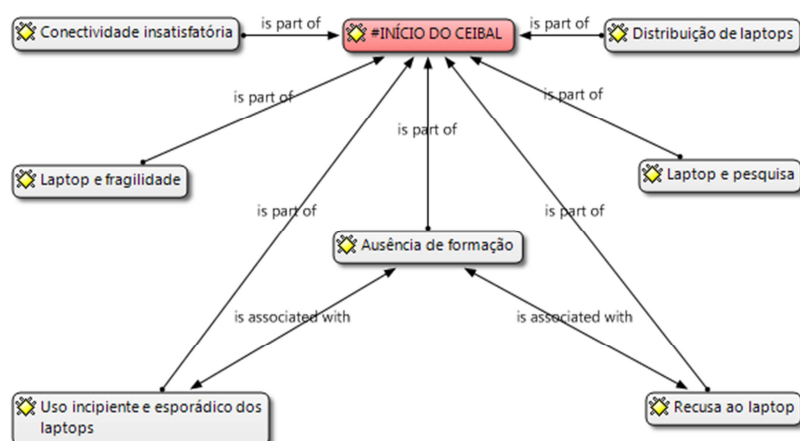 is part of
is part of
Conectividade insatisfatória
#INÍCIO DO CEIBAL
Distribuição de laptops
is part of
is part of
is part of
Laptop e fragilidade
Laptop e pesquisa
is part of
is part of
Ausência de formação
is associated with
is associated with
Uso incipiente e esporádico dos
laptops
Recusa ao laptop